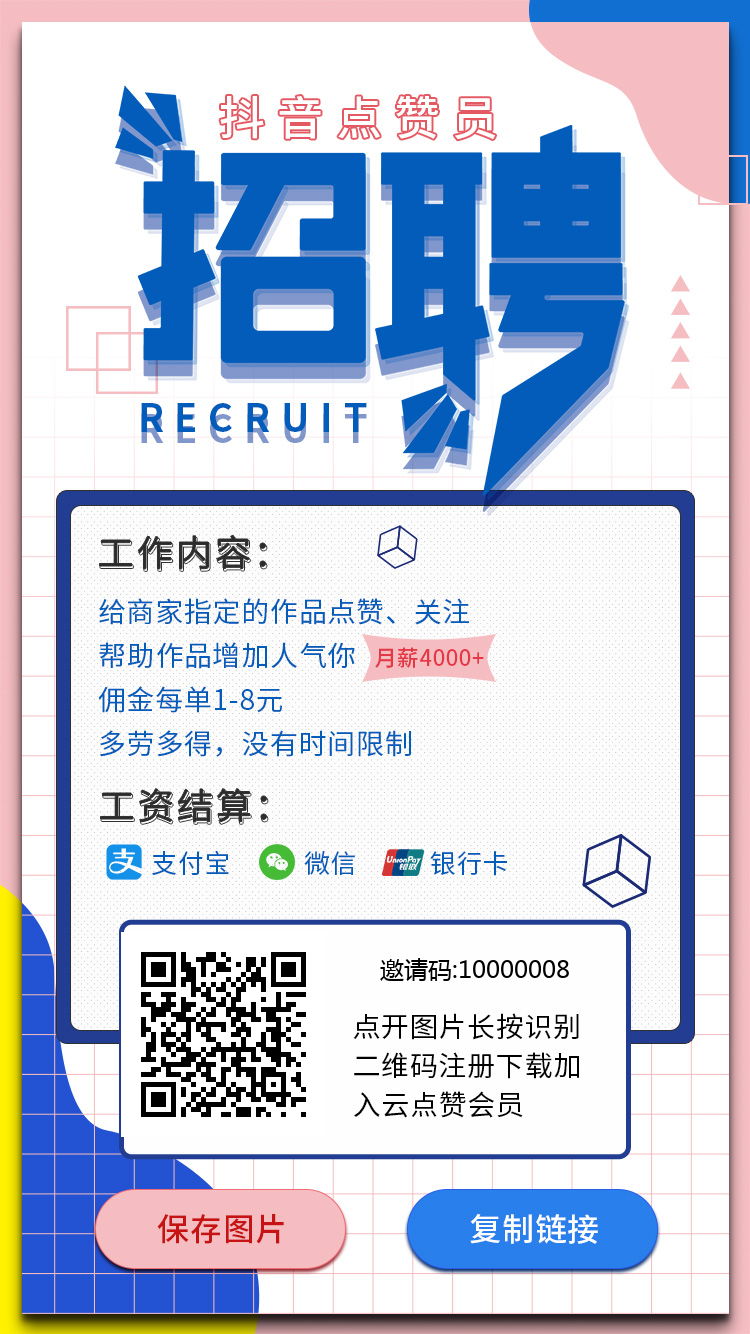 抖音点赞员
招聘
RECRUIT
工作内容：
给商家指定的作品点赞、关注
帮助作品增加人气你 月薪4000+
佣金每单1-8元
多劳多得，没有时间限制
工资结算：
支 支付宝 微信 UnionPay 银联 银行卡
邀请码:10000008
点开图片长按识别
二维码注册下载加
入云点赞会员
保存图片 复制链接